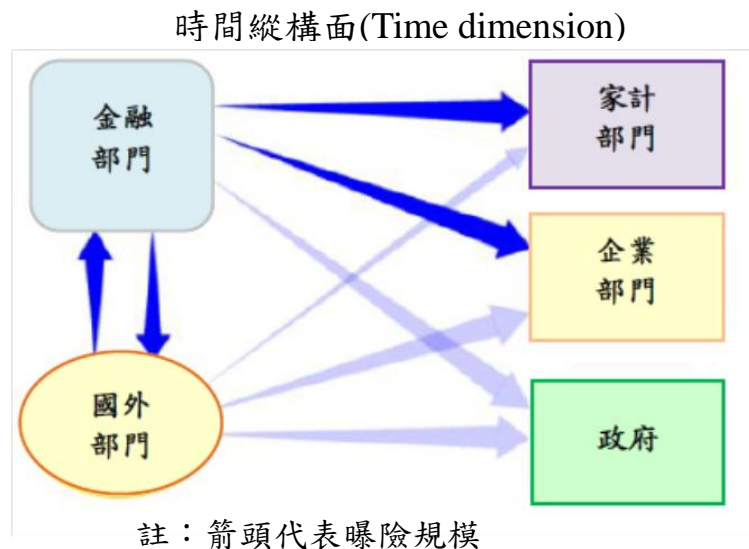 時間縱構面(Time dimension)
金融
部門
家計
部門
企業
部門
國外
部門
政府
註：箭頭代表曝險規模